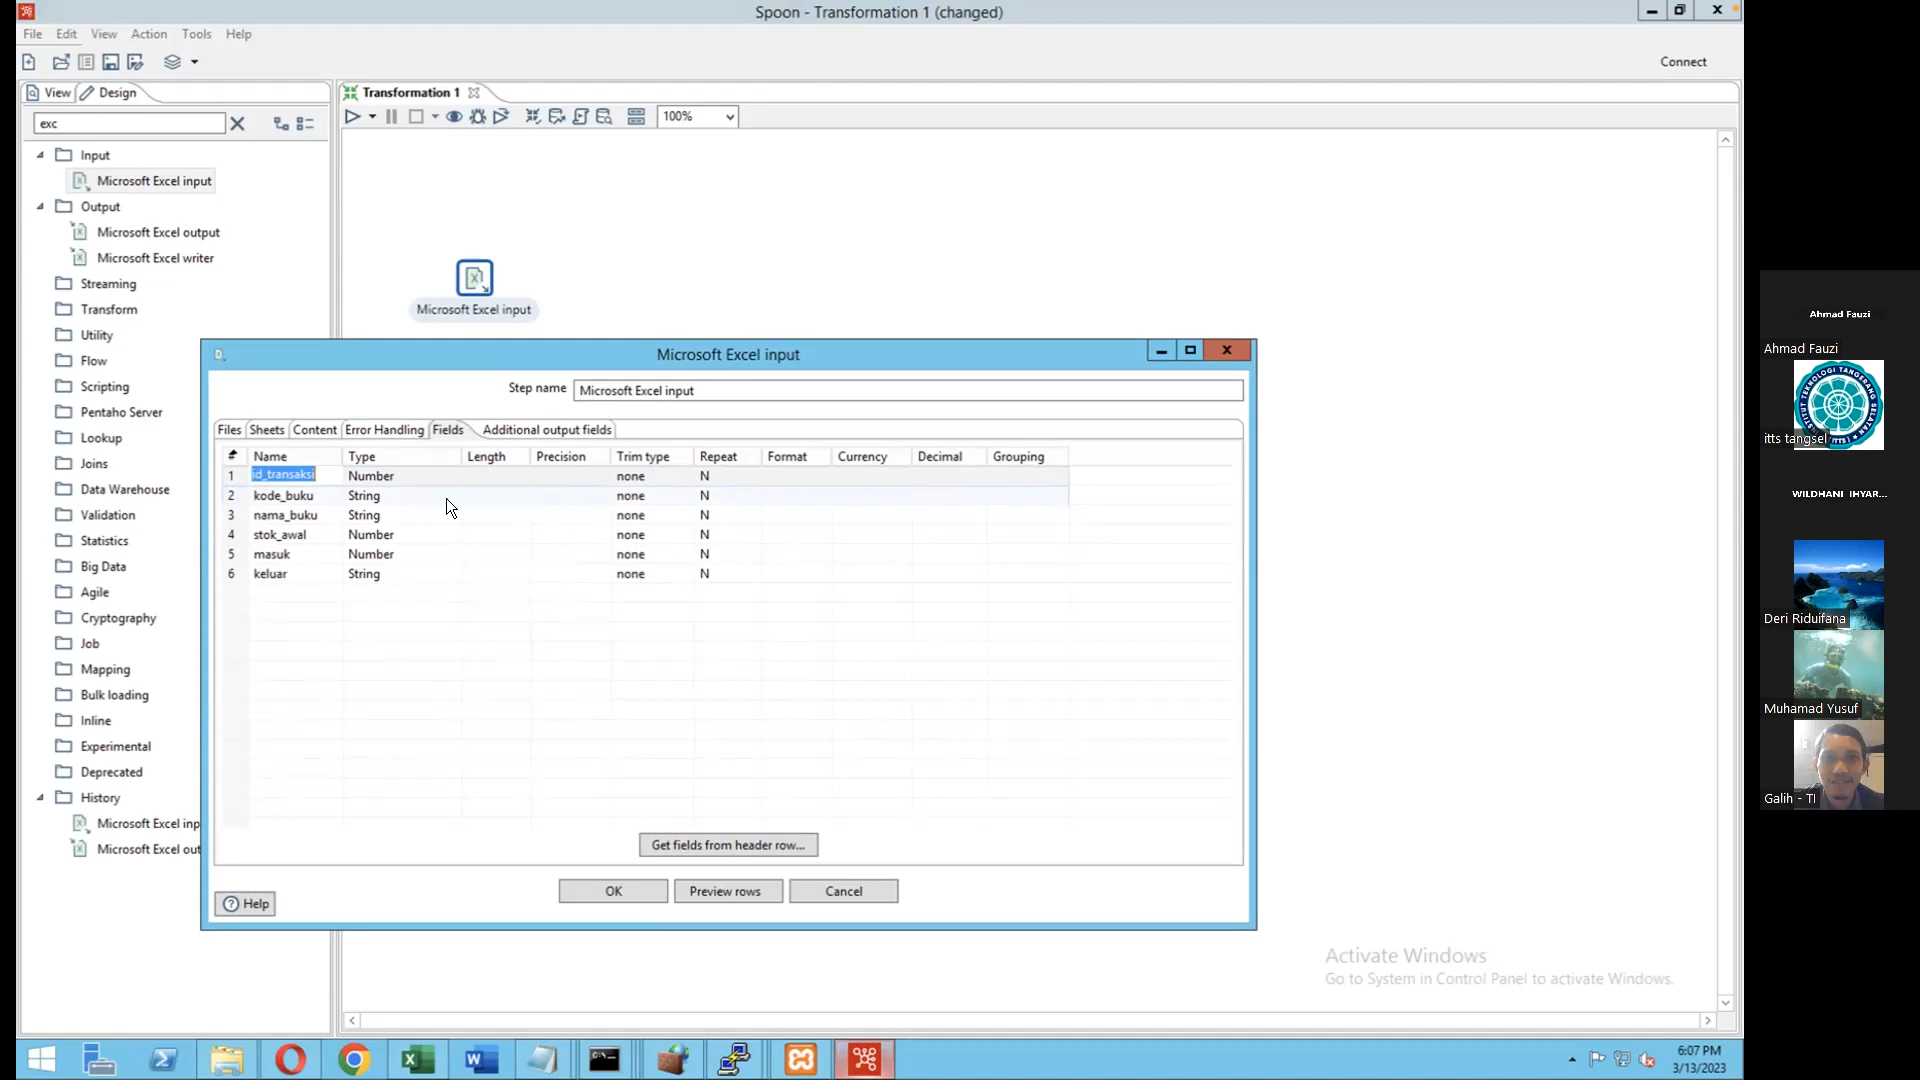 Spoon - Transformation 1 (changed)
File Edit View Action Tools Help
Connect
View Design
Transformation 1
exc
100%
Input
Microsoft Excel input
Output
Microsoft Excel output
Microsoft Excel writer
Streaming
Transform
Utility
Flow
Scripting
Pentaho Server
Lookup
Joins
Data Warehouse
Validation
Statistics
Big Data
Agile
Cryptography
Job
Mapping
Bulk loading
Inline
Experimental
Deprecated
History
Microsoft Excel inp
Microsoft Excel out
Microsoft Excel input
Microsoft Excel input
Step name Microsoft Excel input
Files Sheets Content Error Handling Fields Additional output fields
# Name Type Length Precision Trim type Repeat Format Currency Decimal Grouping
1 id_transaksi Number none N
2 kode_buku String none N
3 nama_buku String none N
4 stok_awal Number none N
5 masuk Number none N
6 keluar String none N
Get fields from header row...
OK Preview rows Cancel
Help
Activate Windows
Go to System in Control Panel to activate Windows.
6:07 PM
3/13/2023
Ahmad Fauzi
Ahmad Fauzi
itts tangsel
WILDHANI IHYAR...
Deri Riduifana
Muhamad Yusuf
Galih - TI